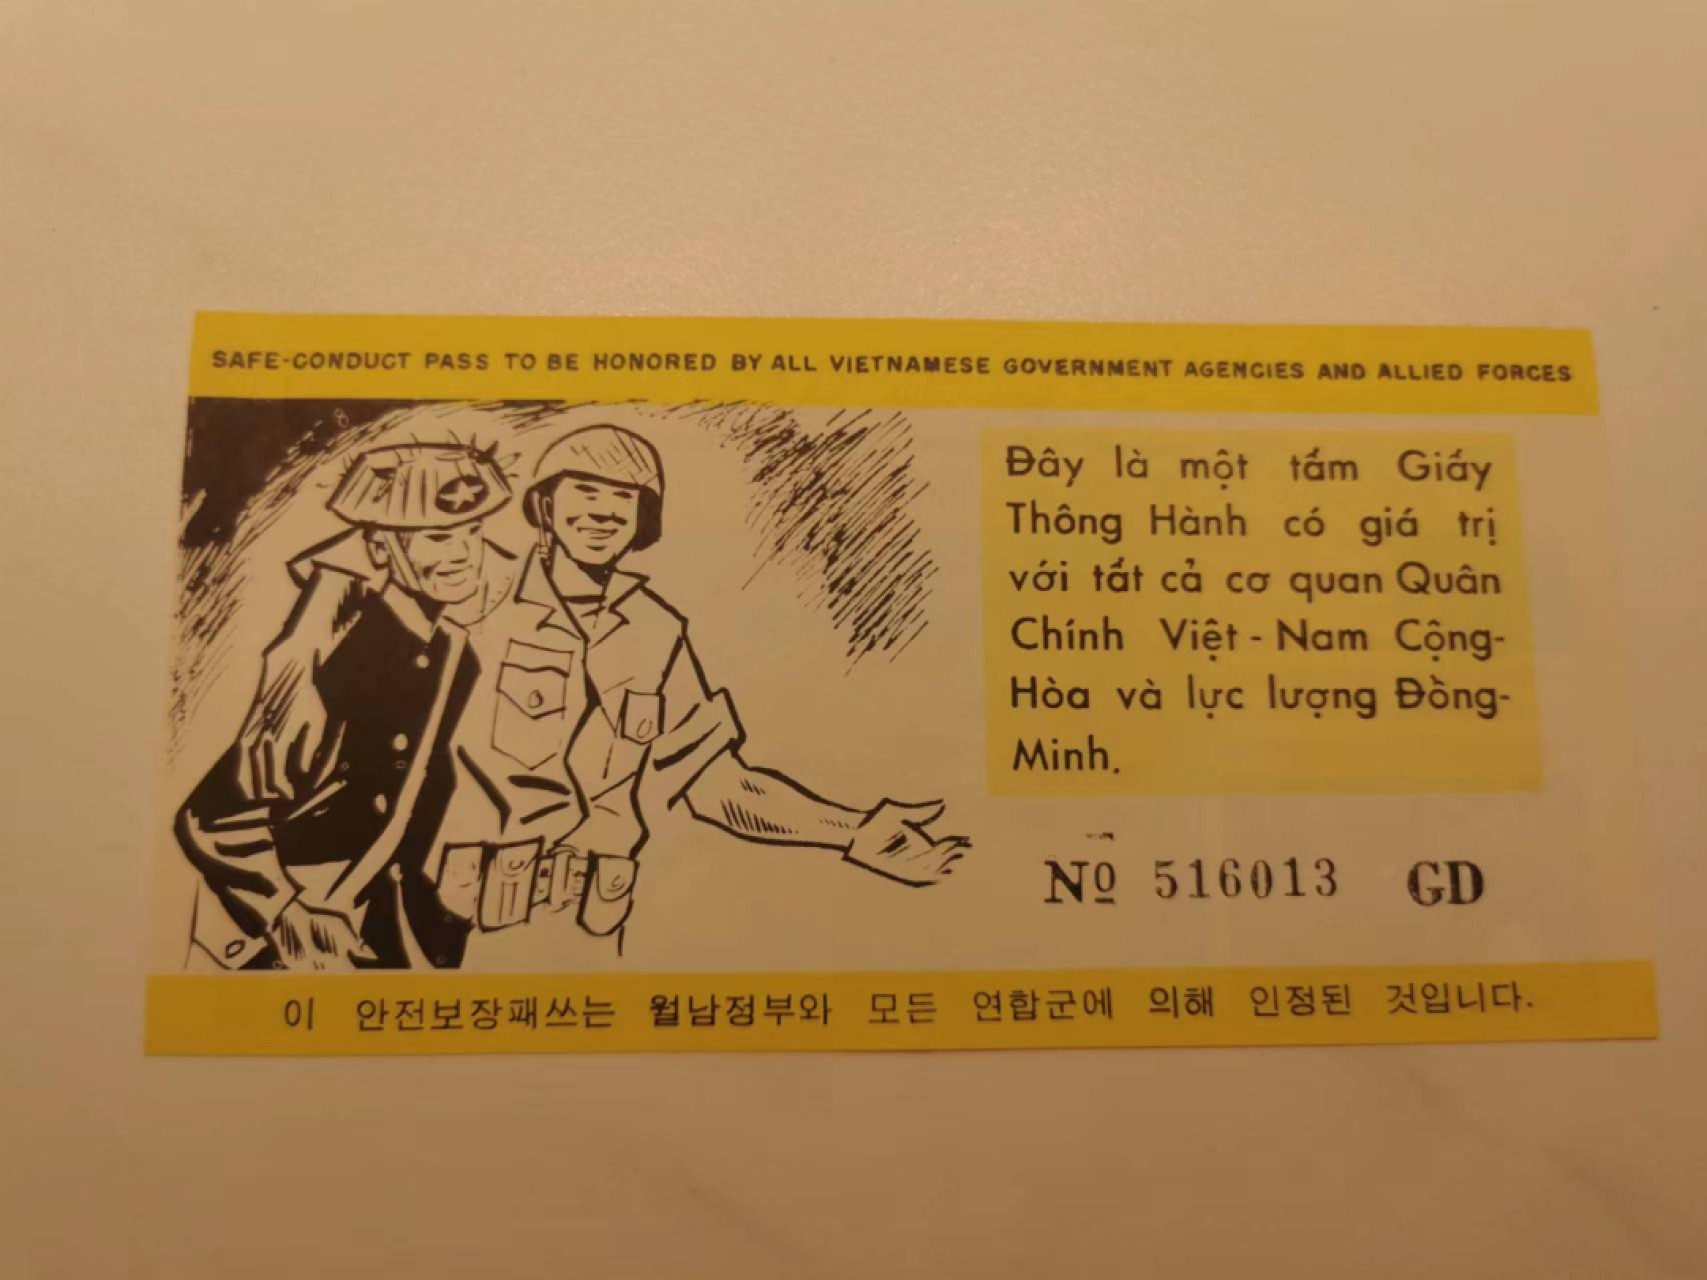 SAFE-CONDUCT PASS TO BE HONORED BY ALL VIETNAMESE GOVERNMENT AGENCIES AND ALLIED FORCES
Đây là một tấm Giấy
Thông Hành có giá trị
với tất cả cơ quan Quân
Chính Việt - Nam Cộng-
Hòa và lực lượng Đồng-
Minh.
Nº 516013 GD
이 안전보장패쓰는 월남정부와 모든 연합군에 의해 인정된 것입니다.